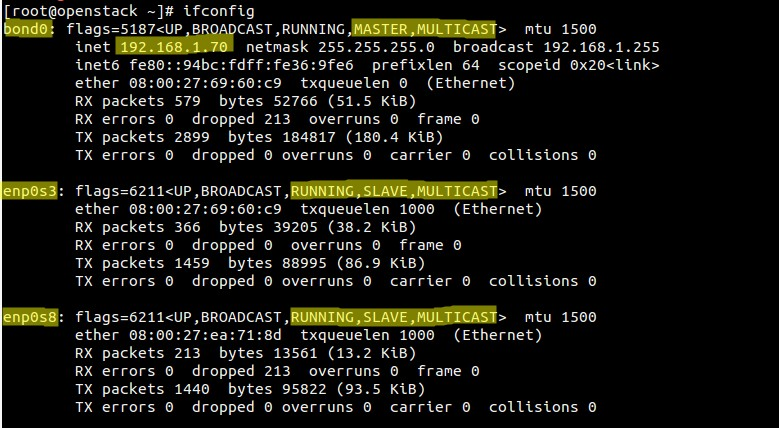 [root@openstack ~]# ifconfig
bond0: flags=5187<UP,BROADCAST,RUNNING,MASTER,MULTICAST>  mtu 1500
        inet 192.168.1.70  netmask 255.255.255.0  broadcast 192.168.1.255
        inet6 fe80::94bc:fdff:fe36:9fe6  prefixlen 64  scopeid 0x20<link>
        ether 08:00:27:69:60:c9  txqueuelen 0  (Ethernet)
        RX packets 579  bytes 52766 (51.5 KiB)
        RX errors 0  dropped 213  overruns 0  frame 0
        TX packets 2899  bytes 184817 (180.4 KiB)
        TX errors 0  dropped 0 overruns 0  carrier 0  collisions 0

enp0s3: flags=6211<UP,BROADCAST,RUNNING,SLAVE,MULTICAST>  mtu 1500
        ether 08:00:27:69:60:c9  txqueuelen 1000  (Ethernet)
        RX packets 366  bytes 39205 (38.2 KiB)
        RX errors 0  dropped 0  overruns 0  frame 0
        TX packets 1459  bytes 88995 (86.9 KiB)
        TX errors 0  dropped 0 overruns 0  carrier 0  collisions 0

enp0s8: flags=6211<UP,BROADCAST,RUNNING,SLAVE,MULTICAST>  mtu 1500
        ether 08:00:27:ea:71:8d  txqueuelen 1000  (Ethernet)
        RX packets 213  bytes 13561 (13.2 KiB)
        RX errors 0  dropped 213  overruns 0  frame 0
        TX packets 1440  bytes 95822 (93.5 KiB)
        TX errors 0  dropped 0 overruns 0  carrier 0  collisions 0